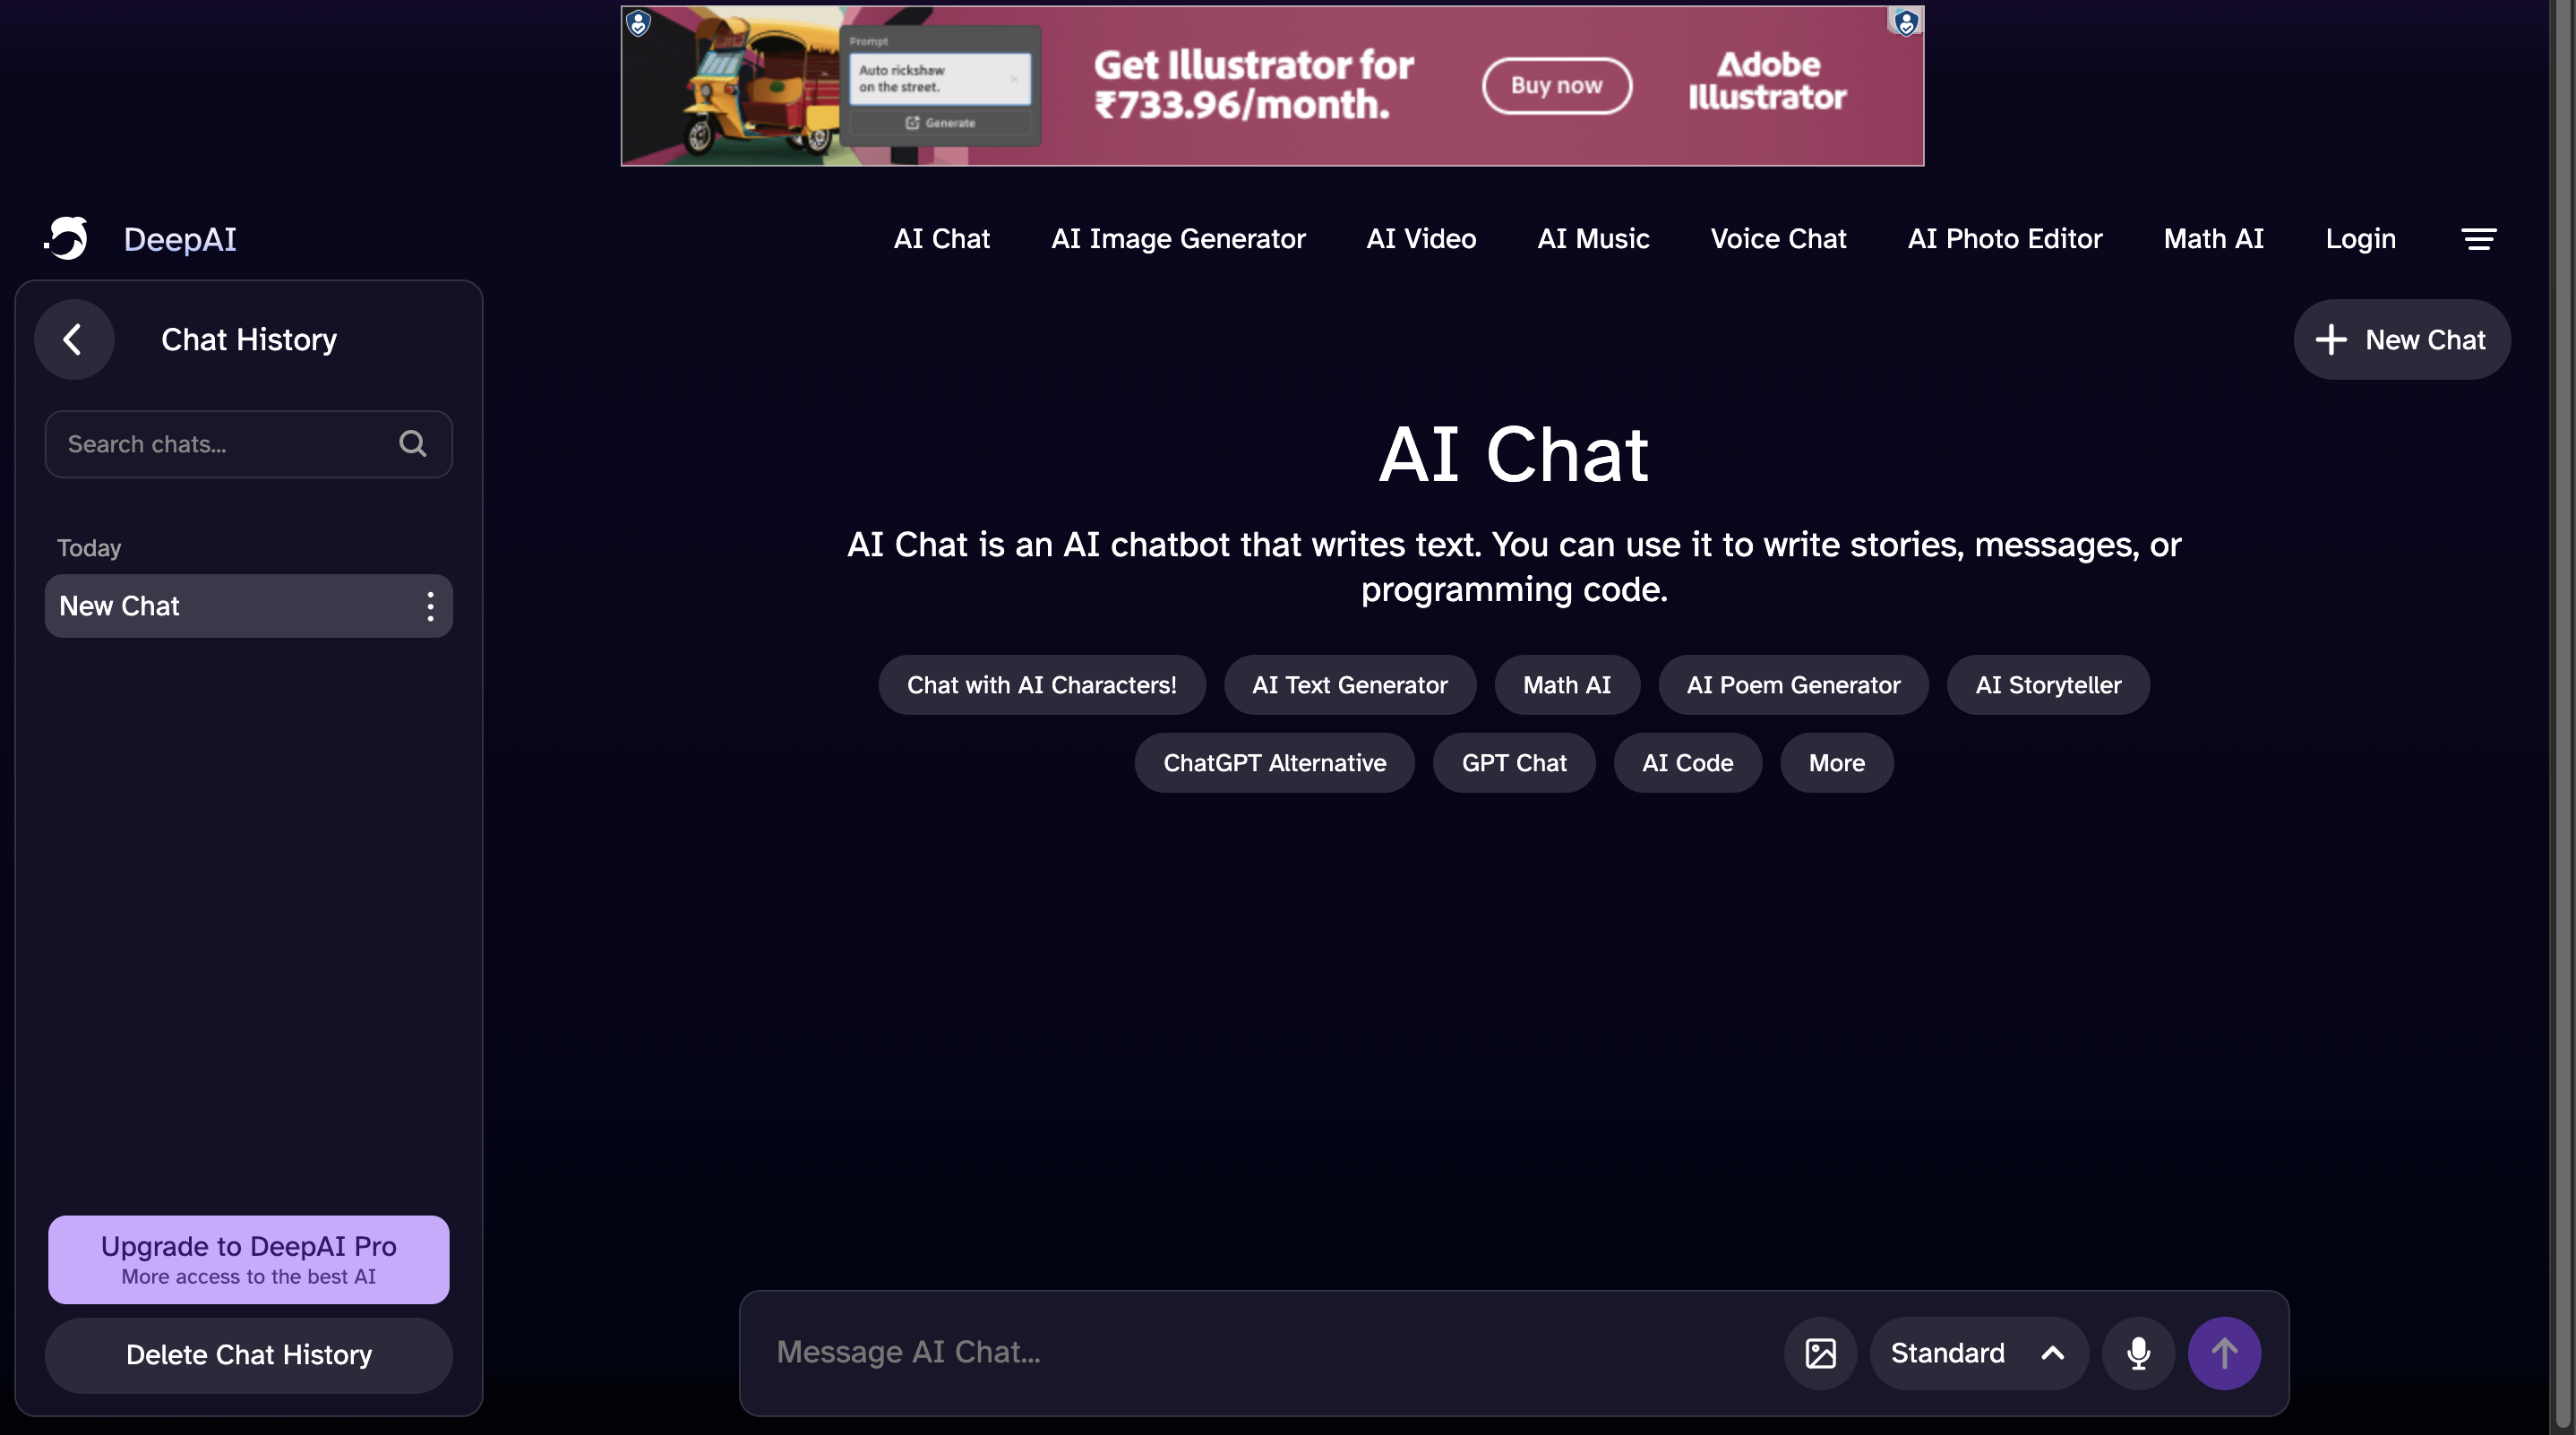 Prompt
Auto rickshaw
on the street.
Generate
Get Illustrator for
₹733.96/month.
Buy now
Adobe
Illustrator
DeepAI
AI Chat
AI Image Generator
AI Video
AI Music
Voice Chat
AI Photo Editor
Math AI
Login
Chat History
New Chat
Search chats...
Today
New Chat
AI Chat
AI Chat is an AI chatbot that writes text. You can use it to write stories, messages, or
programming code.
Chat with AI Characters!
AI Text Generator
Math AI
AI Poem Generator
AI Storyteller
ChatGPT Alternative
GPT Chat
AI Code
More
Upgrade to DeepAI Pro
More access to the best AI
Delete Chat History
Message AI Chat...
Standard